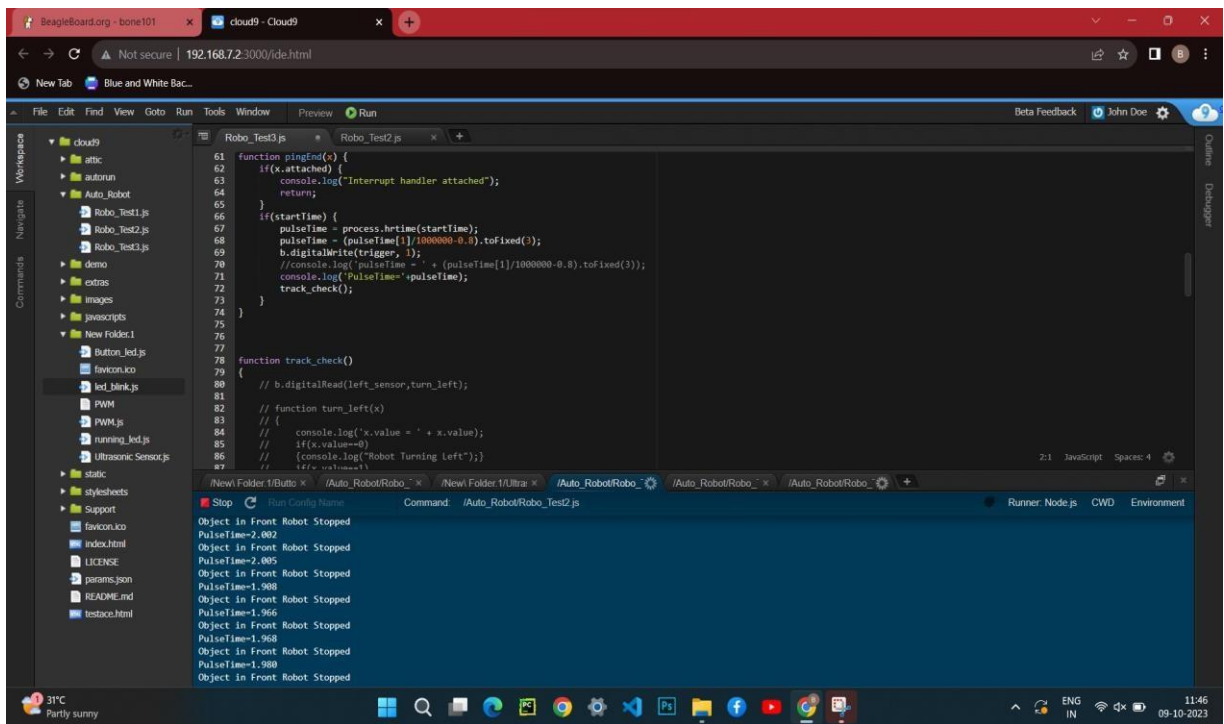 BeagleBoard.org - bone101
cloud9 - Cloud9
Not secure | 192.168.7.2:3000/ide.html
B
New Tab
Blue and White Bac...
File Edit Find View Goto Run Tools Window Preview Run
Beta Feedback John Doe
Workspace
Navigate
Commands
cloud9
attic
autorun
Auto_Robot
Robo_Test1.js
Robo_Test2.js
Robo_Test3.js
demo
extras
images
javascripts
New Folder.1
Button_led.js
favicon.ico
led_blink.js
PWM
PWM.js
running_led.js
Ultrasonic Sensor.js
static
stylesheets
Support
favicon.ico
index.html
LICENSE
params.json
README.md
testace.html
Robo_Test3.js Robo_Test2.js
61 function pingEnd(x) {
62 if(x.attached) {
63 console.log("Interrupt handler attached");
64 return;
65 }
66 if(startTime) {
67 pulseTime = process.hrtime(startTime);
68 pulseTime = (pulseTime[1]/1000000-0.8).toFixed(3);
69 b.digitalWrite(trigger, 1);
70 //console.log('pulseTime = ' + (pulseTime[1]/1000000-0.8).toFixed(3));
71 console.log('PulseTime='+pulseTime);
72 track_check();
73 }
74 }
75
76
77
78 function track_check()
79 {
80 // b.digitalRead(left_sensor,turn_left);
81
82 // function turn_left(x)
83 // {
84 // console.log('x.value = ' + x.value);
85 // if(x.value==0)
86 // {console.log("Robot Turning Left");}
87 // if(x.value==1)
2:1 JavaScript Spaces: 4
Outline
Debugger
/New\ Folder.1/Butto /Auto_Robot/Robo_ /New\ Folder.1/Ultra /Auto_Robot/Robo_ /Auto_Robot/Robo_ /Auto_Robot/Robo_
Stop Run Config Name Command: /Auto_Robot/Robo_Test2.js Runner: Node.js CWD Environment
Object in Front Robot Stopped
PulseTime=2.002
Object in Front Robot Stopped
PulseTime=2.005
Object in Front Robot Stopped
PulseTime=1.908
Object in Front Robot Stopped
PulseTime=1.966
Object in Front Robot Stopped
PulseTime=1.968
Object in Front Robot Stopped
PulseTime=1.980
Object in Front Robot Stopped
1
31°C
Partly sunny
PC
Ps
ENG
IN
11:46
09-10-2023